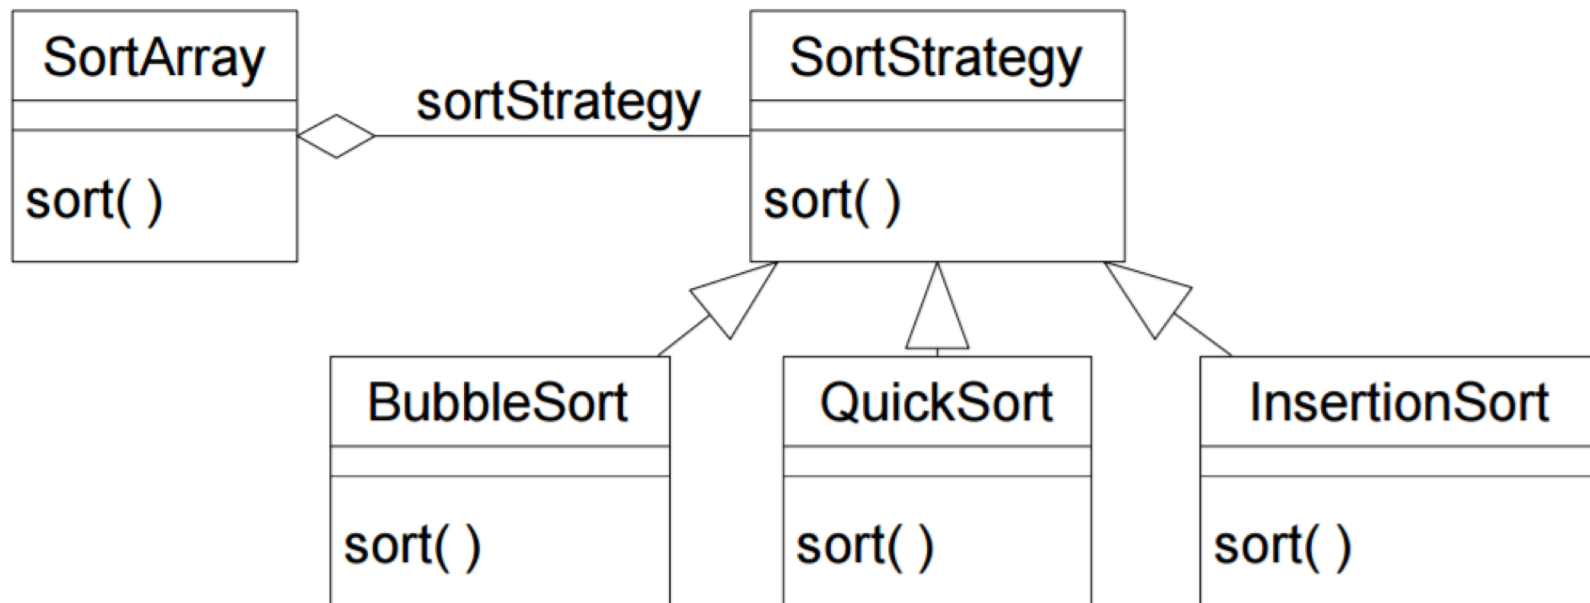 SortArray
sort( )
sortStrategy
SortStrategy
sort( )
BubbleSort
sort( )
QuickSort
sort( )
InsertionSort
sort( )